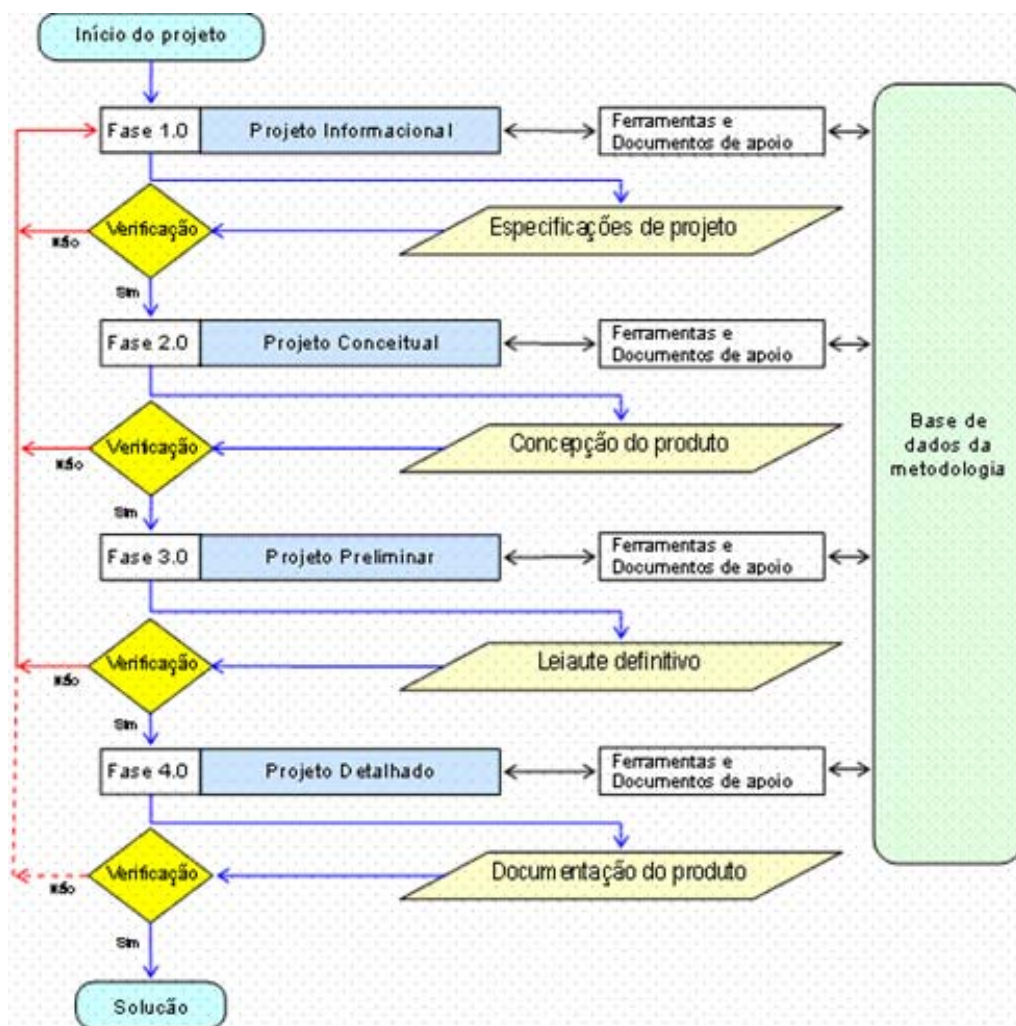 Início do projeto
Fase 1.0
Projeto Informacional
Ferramentas e
Documentos de apoio
Verificação
Não
Especificações de projeto
Sim
Fase 2.0
Projeto Conceitual
Ferramentas e
Documentos de apoio
Verificação
Não
Concepção do produto
Base de
dados da
metodologia
Sim
Fase 3.0
Projeto Preliminar
Ferramentas e
Documentos de apoio
Verificação
Não
Leiaute definitivo
Sim
Fase 4.0
Projeto Detalhado
Ferramentas e
Documentos de apoio
Verificação
Não
Documentação do produto
Sim
Solucão